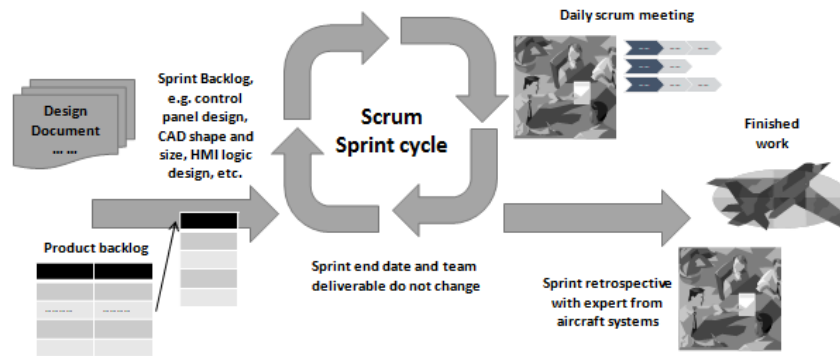 Daily scrum meeting
Design
Document
... ...
Sprint Backlog,
e.g. control
panel design,
CAD shape and
size, HMI logic
design, etc.
Scrum
Sprint cycle
Finished
work
Product backlog
Sprint end date and team
deliverable do not change
Sprint retrospective
with expert from
aircraft systems